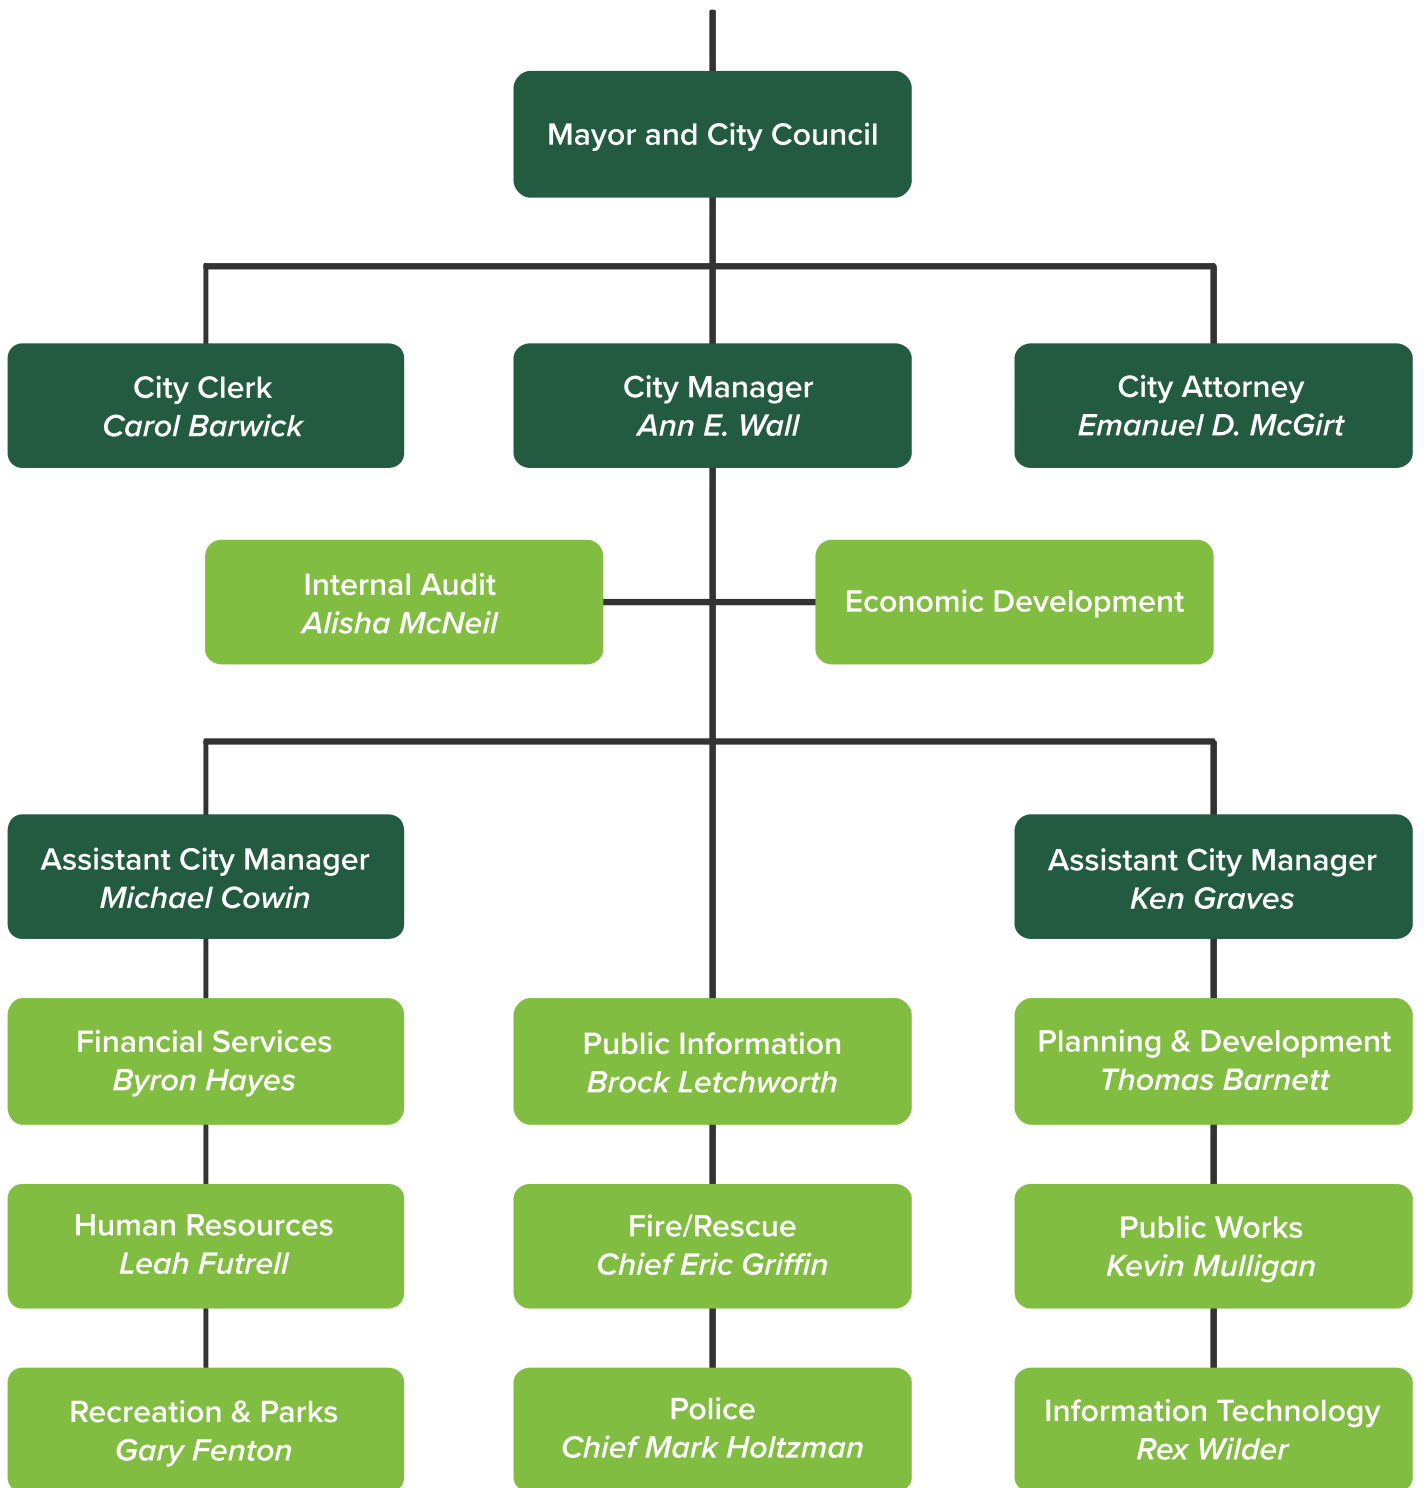 Mayor and City Council
City Clerk
Carol Barwick
City Manager
Ann E. Wall
City Attorney
Emanuel D. McGirt
Internal Audit
Alisha McNeil
Economic Development
Assistant City Manager
Michael Cowin
Assistant City Manager
Ken Graves
Financial Services
Byron Hayes
Public Information
Brock Letchworth
Planning & Development
Thomas Barnett
Human Resources
Leah Futrell
Fire/Rescue
Chief Eric Griffin
Public Works
Kevin Mulligan
Recreation & Parks
Gary Fenton
Police
Chief Mark Holtzman
Information Technology
Rex Wilder